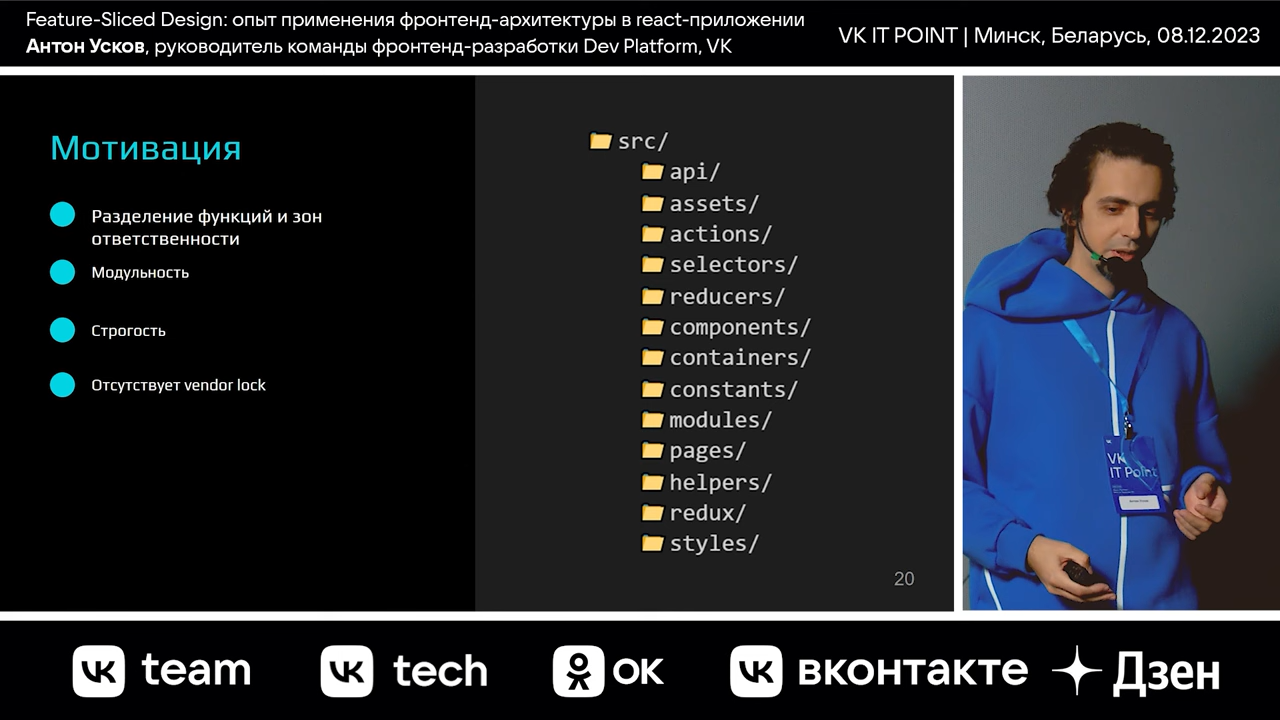 Feature-Sliced Design: опыт применения фронтенд-архитектуры в react-приложении
Антон Усков, руководитель команды фронтенд-разработки Dev Platform, VK
VK IT POINT | Минск, Беларусь, 08.12.2023
Мотивация
Разделение функций и зон
ответственности
Модульность
Строгость
Отсутствует vendor lock
src/
api/
assets/
actions/
selectors/
reducers/
components/
containers/
constants/
modules/
pages/
helpers/
redux/
styles/
20
VK
IT Point
team
tech
ок
вконтакте
Дзен